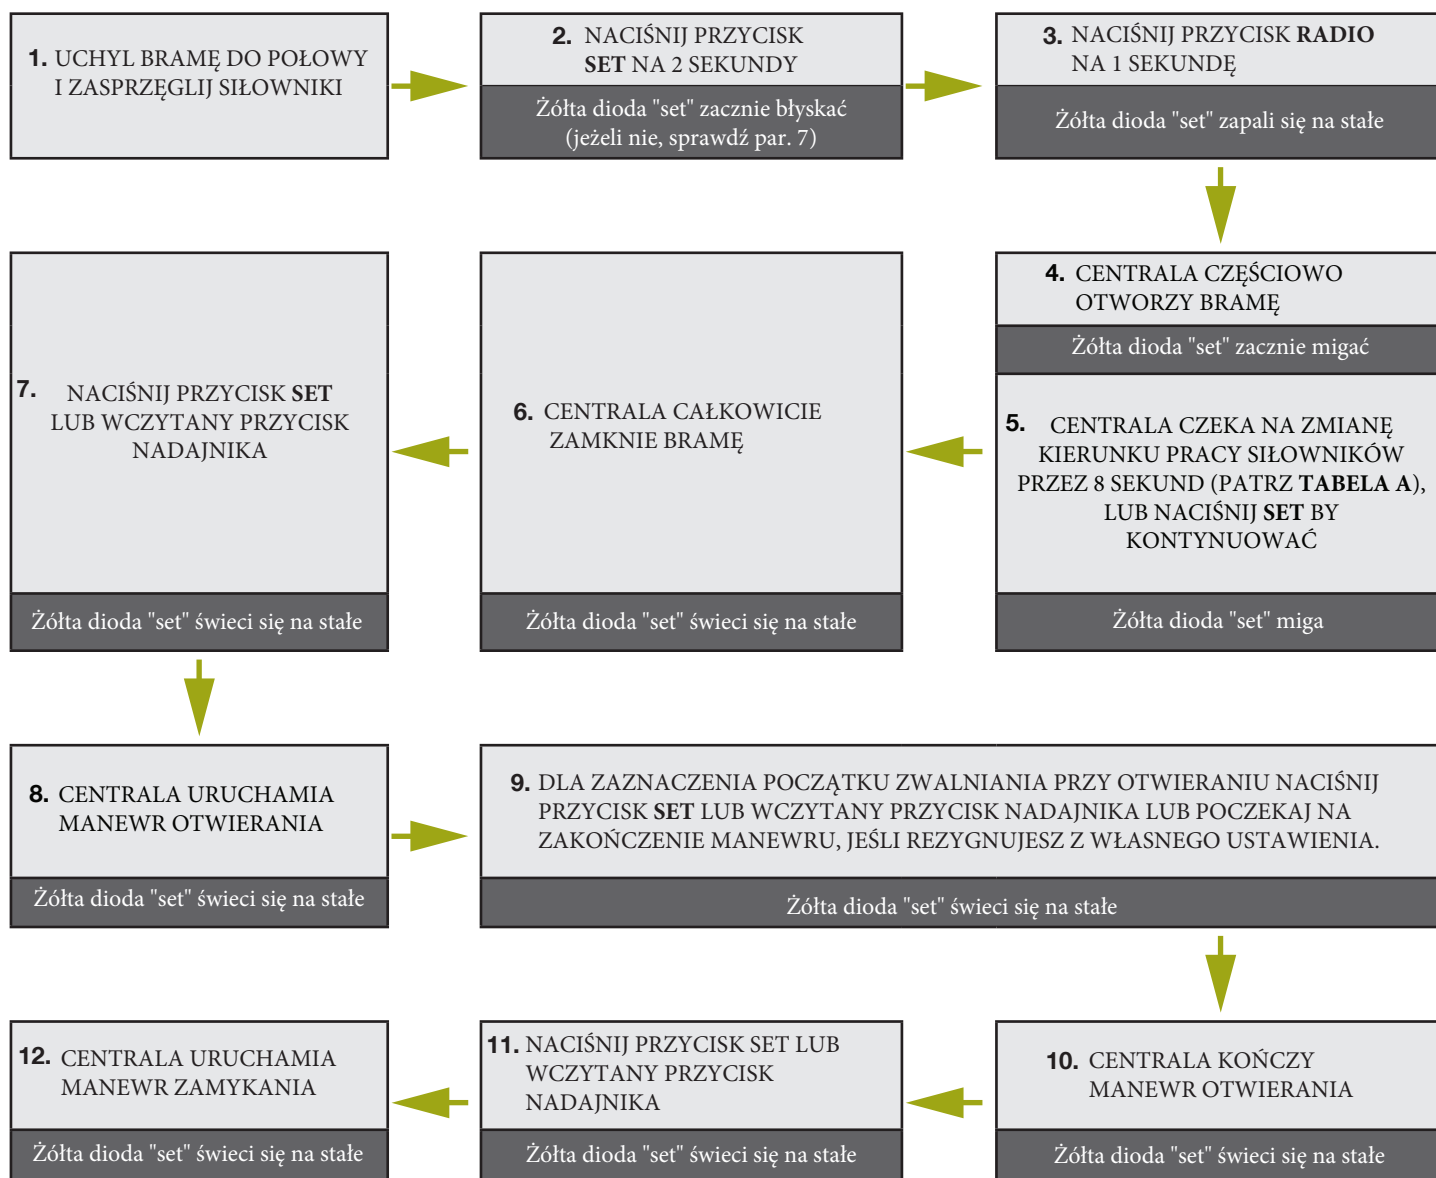 1. UCHYL BRAMĘ DO POŁOWY
I ZASPRZĘGLIJ SIŁOWNIKI
2. NACIŚNIJ PRZYCISK
SET NA 2 SEKUNDY
Żółta dioda "set" zacznie błyskać
(jeżeli nie, sprawdź par. 7)
3. NACIŚNIJ PRZYCISK RADIO
NA 1 SEKUNDĘ
Żółta dioda "set" zapali się na stałe
4. CENTRALA CZĘŚCIOWO
OTWORZY BRAMĘ
Żółta dioda "set" zacznie migać
5. CENTRALA CZEKA NA ZMIANĘ
KIERUNKU PRACY SIŁOWNIKÓW
PRZEZ 8 SEKUND (PATRZ TABELA A),
LUB NACIŚNIJ SET BY
KONTYNUOWAĆ
Żółta dioda "set" miga
6. CENTRALA CAŁKOWICIE
ZAMKNIE BRAMĘ
Żółta dioda "set" świeci się na stałe
7. NACIŚNIJ PRZYCISK SET
LUB WCZYTANY PRZYCISK
NADAJNIKA
Żółta dioda "set" świeci się na stałe
8. CENTRALA URUCHAMIA
MANEWR OTWIERANIA
Żółta dioda "set" świeci się na stałe
9. DLA ZAZNACZENIA POCZĄTKU ZWALNIANIA PRZY OTWIERANIU NACIŚNIJ
PRZYCISK SET LUB WCZYTANY PRZYCISK NADAJNIKA LUB POCZEKAJ NA
ZAKOŃCZENIE MANEWRU, JEŚLI REZYGNUJESZ Z WŁASNEGO USTAWIENIA.
Żółta dioda "set" świeci się na stałe
10. CENTRALA KOŃCZY
MANEWR OTWIERANIA
Żółta dioda "set" świeci się na stałe
11. NACIŚNIJ PRZYCISK SET LUB
WCZYTANY PRZYCISK
NADAJNIKA
Żółta dioda "set" świeci się na stałe
12. CENTRALA URUCHAMIA
MANEWR ZAMYKANIA
Żółta dioda "set" świeci się na stałe